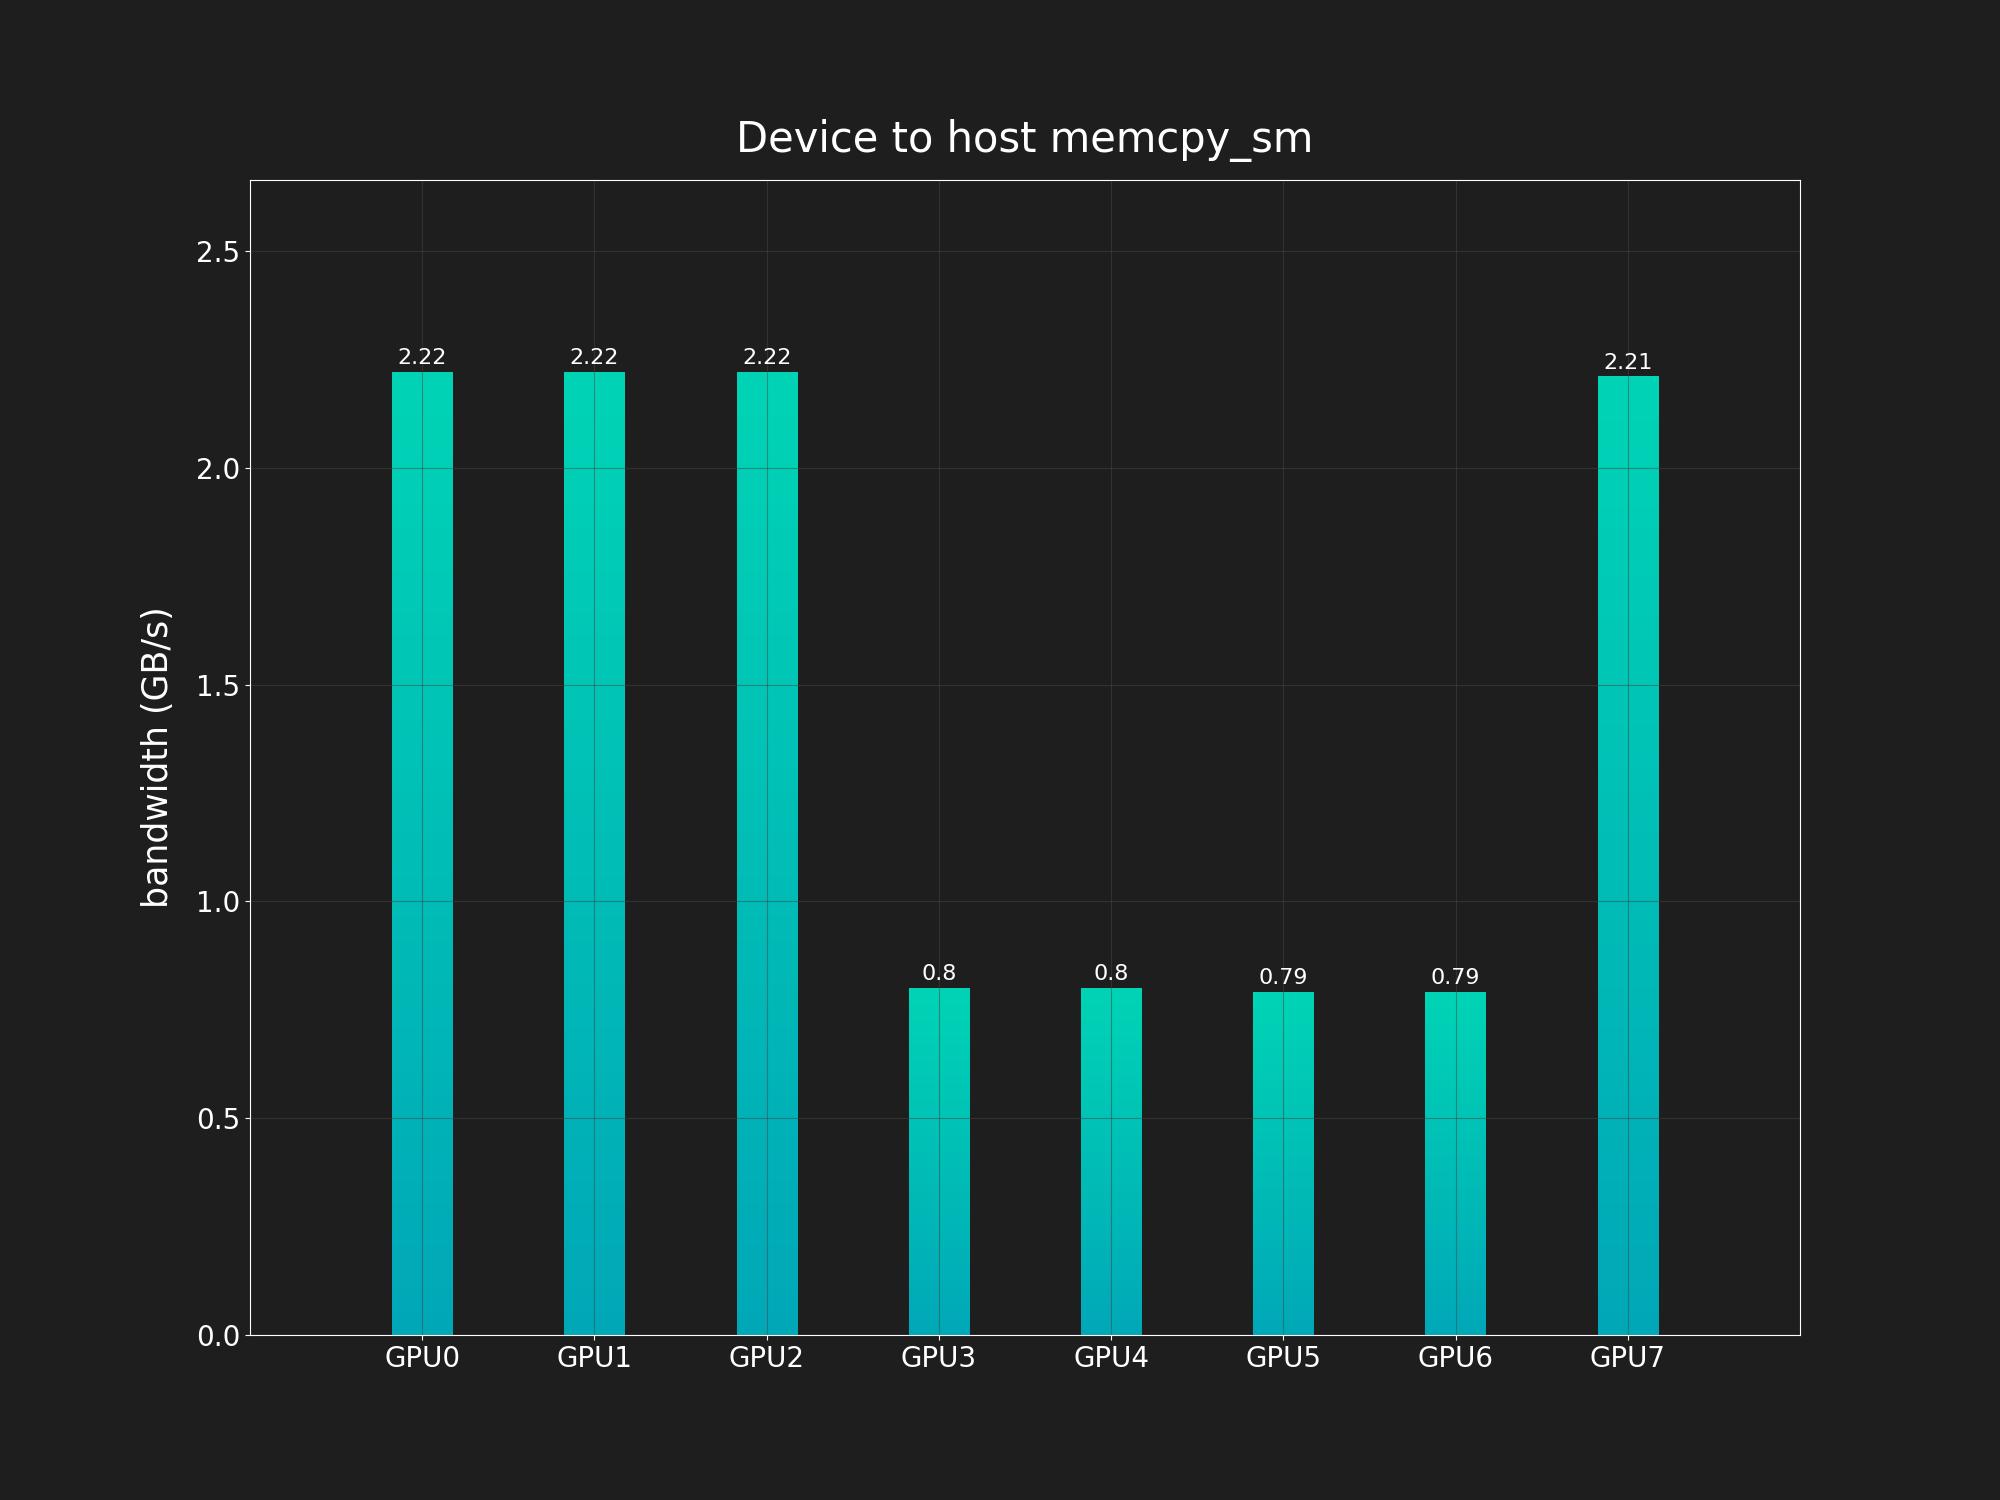 Device to host memcpy_sm
bandwidth (GB/s)
2.5
2.0
1.5
1.0
0.5
0.0
2.22
2.22
2.22
0.8
0.8
0.79
0.79
2.21
GPU0
GPU1
GPU2
GPU3
GPU4
GPU5
GPU6
GPU7